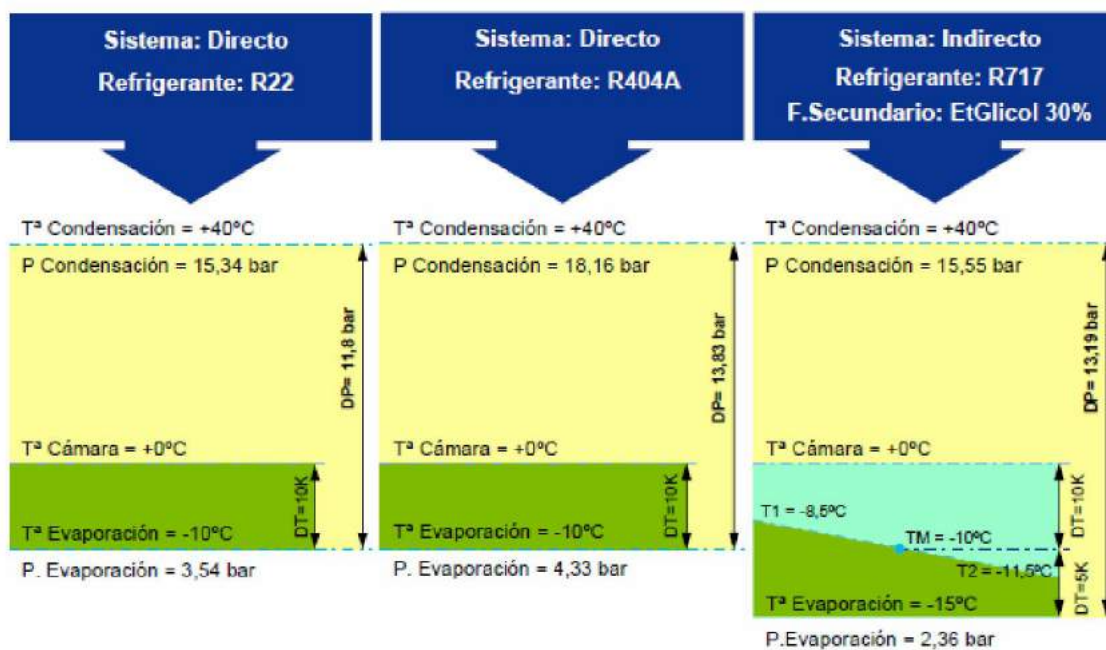 Sistema: Directo
Refrigerante: R22
Tª Condensación = +40ºC
P Condensación = 15,34 bar
DP= 11,8 bar
Tª Cámara = +0ºC
DT=10K
Tª Evaporación = -10ºC
P. Evaporación = 3,54 bar
Sistema: Directo
Refrigerante: R404A
Tª Condensación = +40ºC
P Condensación = 18,16 bar
DP= 13,83 bar
Tª Cámara = +0ºC
DT=10K
Tª Evaporación = -10ºC
P. Evaporación = 4,33 bar
Sistema: Indirecto
Refrigerante: R717
F.Secundario: EtGlicol 30%
Tª Condensación = +40ºC
P Condensación = 15,55 bar
DP= 13,19 bar
Tª Cámara = +0ºC
DT=10K
T1 = -8,5ºC
TM = -10ºC
T2 = -11,5ºC
DT=5K
Tª Evaporación = -15ºC
P.Evaporación = 2,36 bar